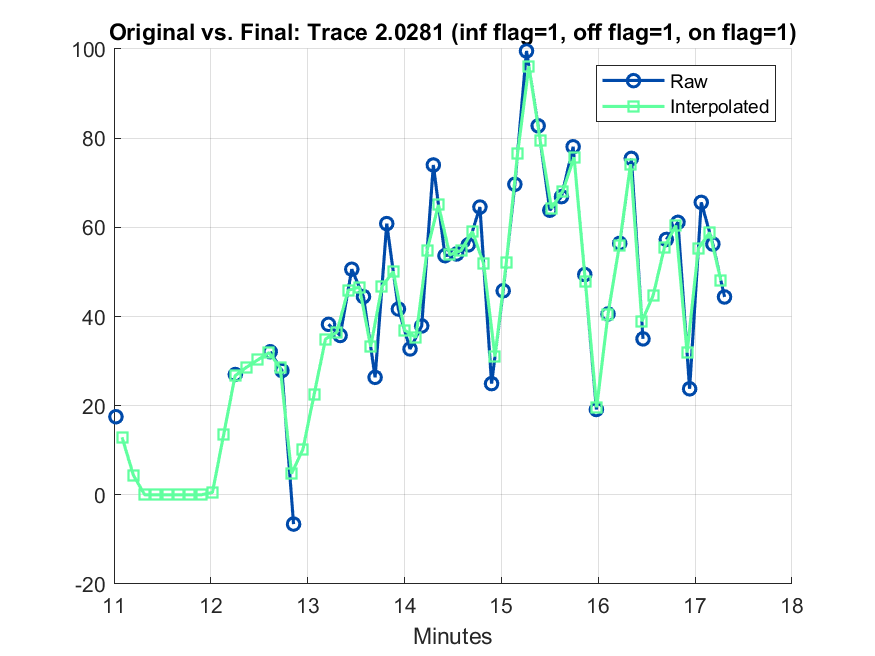 Original vs. Final: Trace 2.0281 (inf flag=1, off flag=1, on flag=1)
100
80
60
40
20
0
-20
Raw
Interpolated
11 12 13 14 15 16 17 18
Minutes